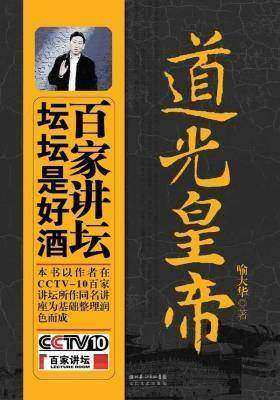 道光皇帝
喻大华◎著
百家讲坛
坛坛是好酒
本书以作者在
CCTV-10百家
讲坛所作同名讲
座为基础整理润
色而成
CCTV10
百家讲坛
LECTURE ROOM